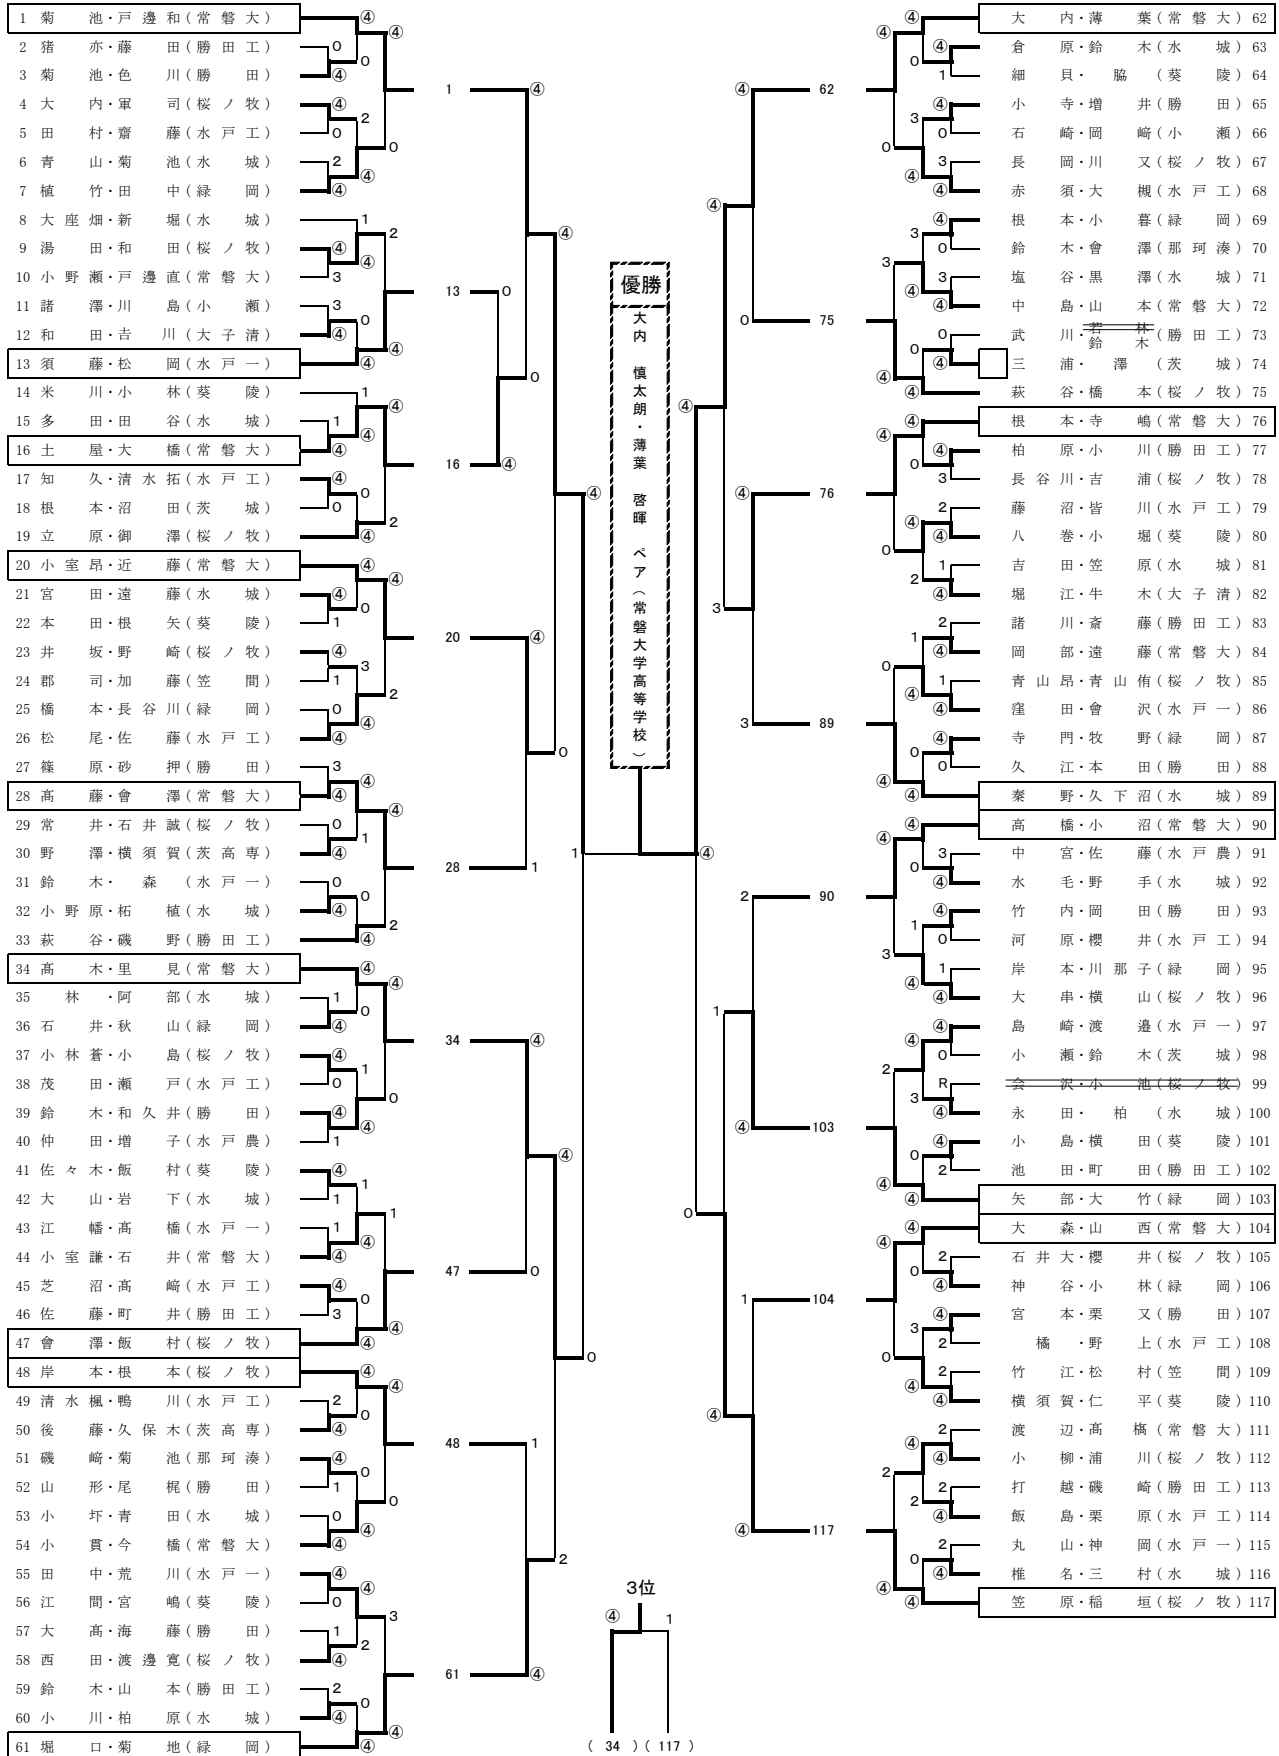 1 菊池・戸邊和(常磐大)
2 猪亦・藤田(勝田工)
3 菊池・色川(勝田)
4 大内・軍司(桜ノ牧)
5 田村・齋藤(水戸工)
6 青山・菊池(水城)
7 植竹・田中(緑岡)
8 大座畑・新堀(水城)
9 湯田・和田(桜ノ牧)
10 小野瀬・戸邊直(常磐大)
11 諸澤・川島(小瀬)
12 和田・𠮷川(大子清)
13 須藤・松岡(水戸一)
14 米川・小林(葵陵)
15 多田・田谷(水城)
16 土屋・大橋(常磐大)
17 知久・清水拓(水戸工)
18 根本・沼田(茨城)
19 立原・御澤(桜ノ牧)
20 小室昂・近藤(常磐大)
21 宮田・遠藤(水城)
22 本田・根矢(葵陵)
23 井坂・野崎(桜ノ牧)
24 郡司・加藤(笠間)
25 橋本・長谷川(緑岡)
26 松尾・佐藤(水戸工)
27 篠原・砂押(勝田)
28 髙藤・會澤(常磐大)
29 常井・石井誠(桜ノ牧)
30 野澤・横須賀(茨高専)
31 鈴木・森(水戸一)
32 小野原・柘植(水城)
33 萩谷・磯野(勝田工)
34 髙木・里見(常磐大)
35 林・阿部(水城)
36 石井・秋山(緑岡)
37 小林蒼・小島(桜ノ牧)
38 茂田・瀬戸(水戸工)
39 鈴木・和久井(勝田)
40 仲田・増子(水戸農)
41 佐々木・飯村(葵陵)
42 大山・岩下(水城)
43 江幡・髙橋(水戸一)
44 小室謙・石井(常磐大)
45 芝沼・髙﨑(水戸工)
46 佐藤・町井(勝田工)
47 會澤・飯村(桜ノ牧)
48 岸本・根本(桜ノ牧)
49 清水楓・鴨川(水戸工)
50 後藤・久保木(茨高専)
51 磯﨑・菊池(那珂湊)
52 山形・尾梶(勝田)
53 小圷・青田(水城)
54 小貫・今橋(常磐大)
55 田中・荒川(水戸一)
56 江間・宮嶋(葵陵)
57 大髙・海藤(勝田)
58 西田・渡邊寛(桜ノ牧)
59 鈴木・山本(勝田工)
60 小川・柏原(水城)
61 堀口・菊地(緑岡)
1
13
16
20
28
34
47
48
61
優勝
大内 慎太朗・薄葉 啓暉 ペア(常磐大学高等学校)
3位
④ 1
( 34 )( 117 )
62
75
76
89
90
103
104
117
大内・薄葉(常磐大) 62
倉原・鈴木(水城) 63
細貝・脇(葵陵) 64
小寺・増井(勝田) 65
石崎・岡﨑(小瀬) 66
長岡・川又(桜ノ牧) 67
赤須・大槻(水戸工) 68
根本・小暮(緑岡) 69
鈴木・會澤(那珂湊) 70
塩谷・黒澤(水城) 71
中島・山本(常磐大) 72
武川・若林 鈴木(勝田工) 73
三浦・澤(茨城) 74
萩谷・橋本(桜ノ牧) 75
根本・寺嶋(常磐大) 76
柏原・小川(勝田工) 77
長谷川・吉浦(桜ノ牧) 78
藤沼・皆川(水戸工) 79
八巻・小堀(葵陵) 80
吉田・笠原(水城) 81
堀江・牛木(大子清) 82
諸川・斎藤(勝田工) 83
岡部・遠藤(常磐大) 84
青山昂・青山侑(桜ノ牧) 85
窪田・會沢(水戸一) 86
寺門・牧野(緑岡) 87
久江・本田(勝田) 88
秦野・久下沼(水城) 89
高橋・小沼(常磐大) 90
中宮・佐藤(水戸農) 91
水毛・野手(水城) 92
竹内・岡田(勝田) 93
河原・櫻井(水戸工) 94
岸本・川那子(緑岡) 95
大串・横山(桜ノ牧) 96
島崎・渡邉(水戸一) 97
小瀬・鈴木(茨城) 98
会沢・小池(桜ノ牧) 99
永田・柏(水城) 100
小島・横田(葵陵) 101
池田・町田(勝田工) 102
矢部・大竹(緑岡) 103
大森・山西(常磐大) 104
石井大・櫻井(桜ノ牧) 105
神谷・小林(緑岡) 106
宮本・栗又(勝田) 107
橘・野上(水戸工) 108
竹江・松村(笠間) 109
横須賀・仁平(葵陵) 110
渡辺・髙槗(常磐大) 111
小柳・浦川(桜ノ牧) 112
打越・磯崎(勝田工) 113
飯島・栗原(水戸工) 114
丸山・神岡(水戸一) 115
椎名・三村(水城) 116
笠原・稲垣(桜ノ牧) 117